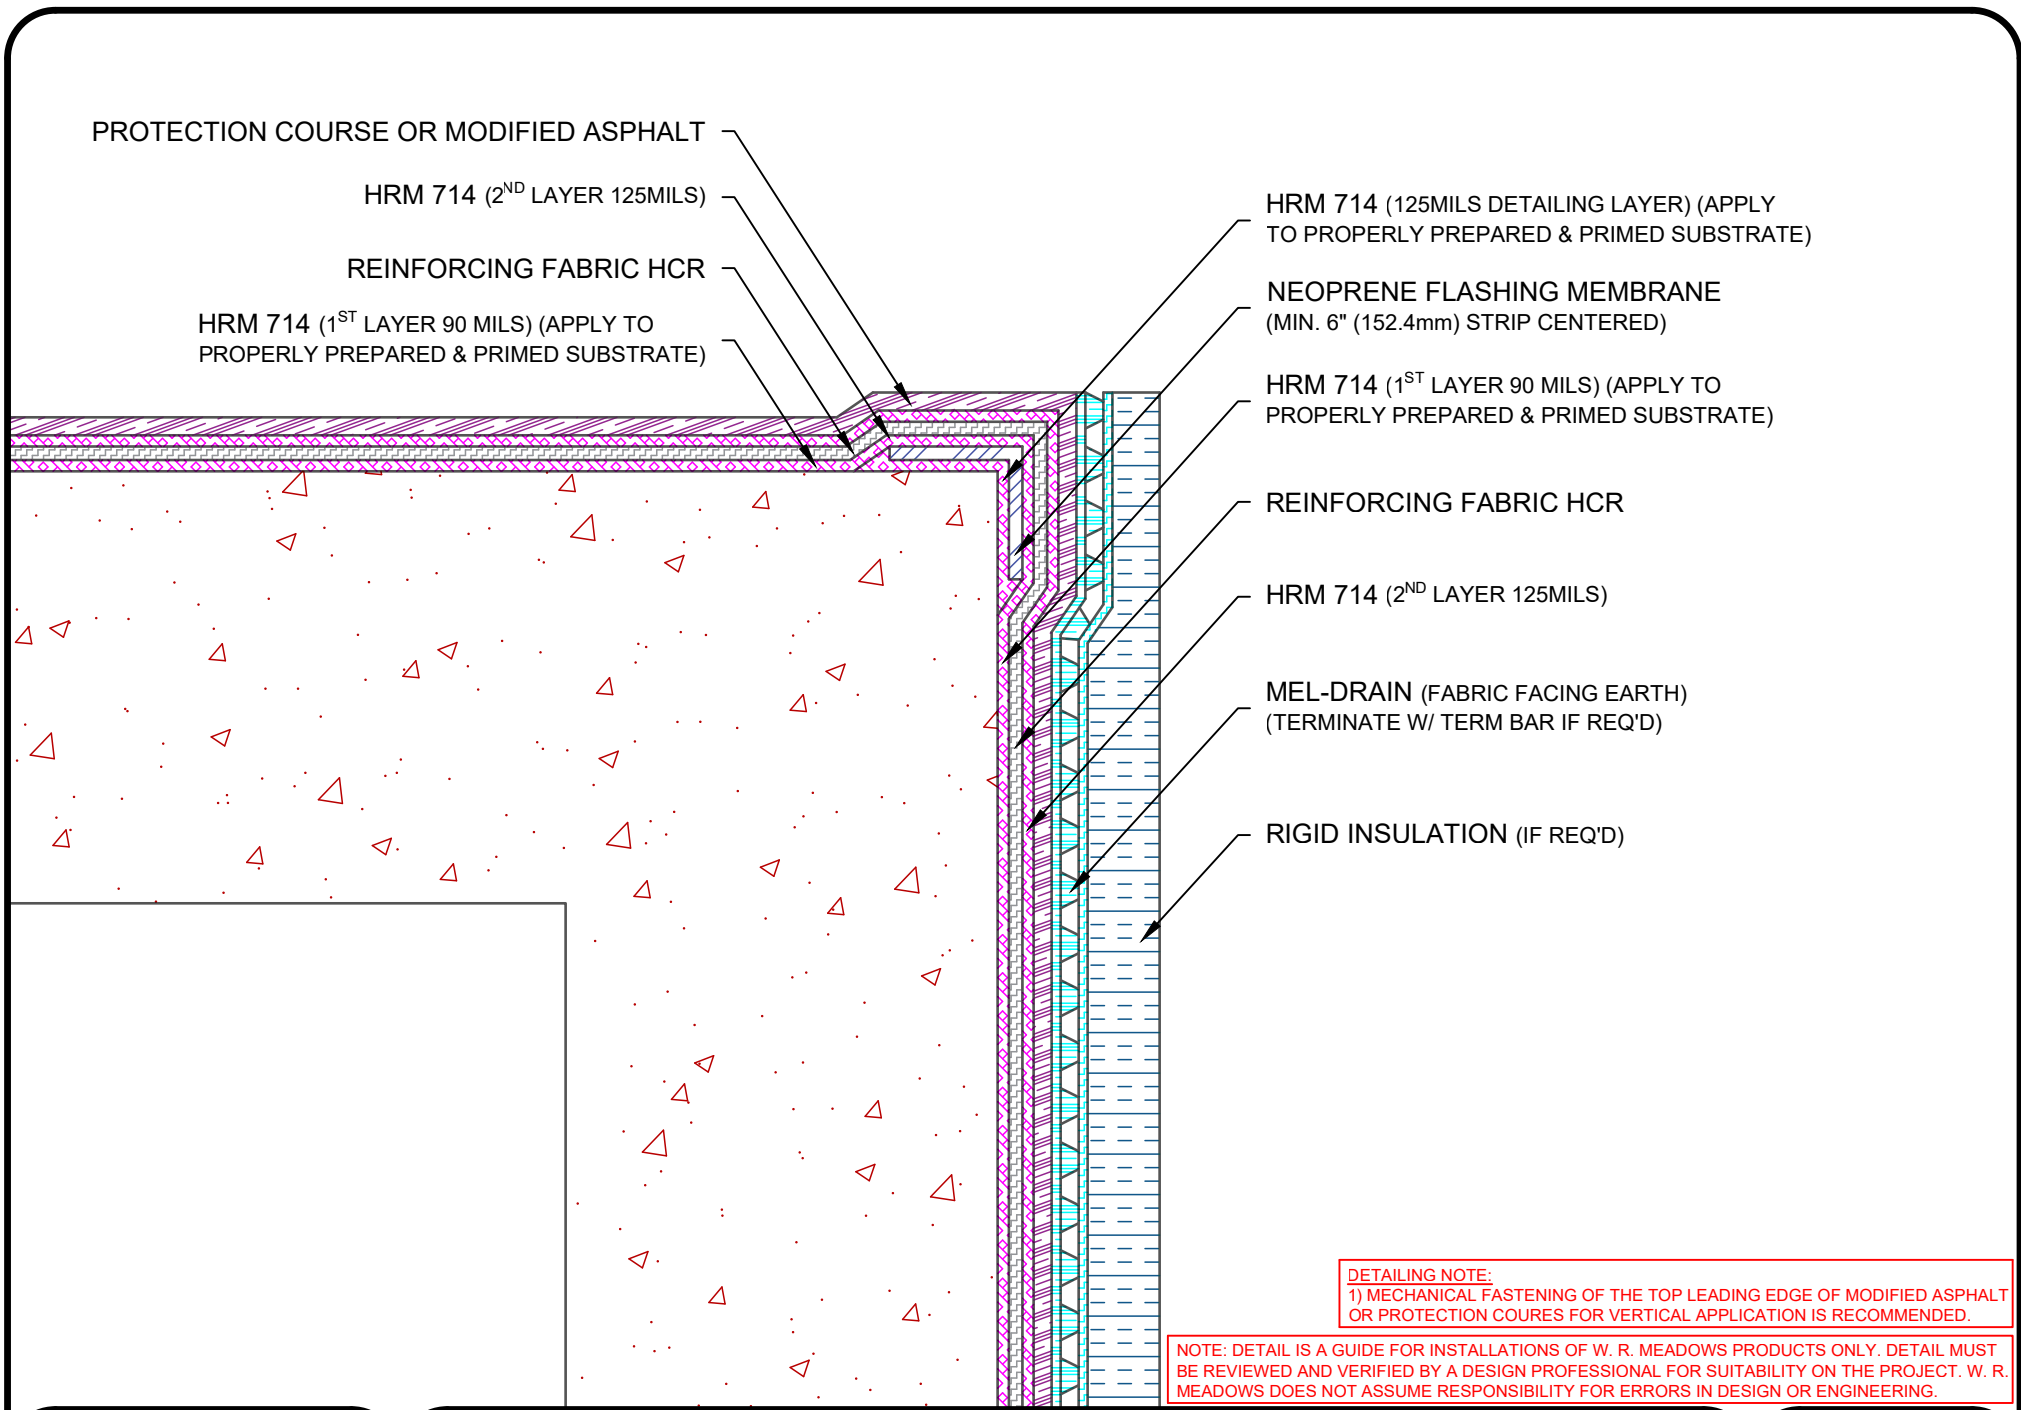 PROTECTION COURSE OR MODIFIED ASPHALT
HRM 714 (2ND LAYER 125MILS)
REINFORCING FABRIC HCR
HRM 714 (1ST LAYER 90 MILS) (APPLY TO
PROPERLY PREPARED & PRIMED SUBSTRATE)
HRM 714 (125MILS DETAILING LAYER) (APPLY
TO PROPERLY PREPARED & PRIMED SUBSTRATE)
NEOPRENE FLASHING MEMBRANE
(MIN. 6" (152.4mm) STRIP CENTERED)
HRM 714 (1ST LAYER 90 MILS) (APPLY TO
PROPERLY PREPARED & PRIMED SUBSTRATE)
REINFORCING FABRIC HCR
HRM 714 (2ND LAYER 125MILS)
MEL-DRAIN (FABRIC FACING EARTH)
(TERMINATE W/ TERM BAR IF REQ'D)
RIGID INSULATION (IF REQ'D)
DETAILING NOTE:
1) MECHANICAL FASTENING OF THE TOP LEADING EDGE OF MODIFIED ASPHALT
OR PROTECTION COURES FOR VERTICAL APPLICATION IS RECOMMENDED.
NOTE: DETAIL IS A GUIDE FOR INSTALLATIONS OF W. R. MEADOWS PRODUCTS ONLY. DETAIL MUST
BE REVIEWED AND VERIFIED BY A DESIGN PROFESSIONAL FOR SUITABILITY ON THE PROJECT. W. R.
MEADOWS DOES NOT ASSUME RESPONSIBILITY FOR ERRORS IN DESIGN OR ENGINEERING.